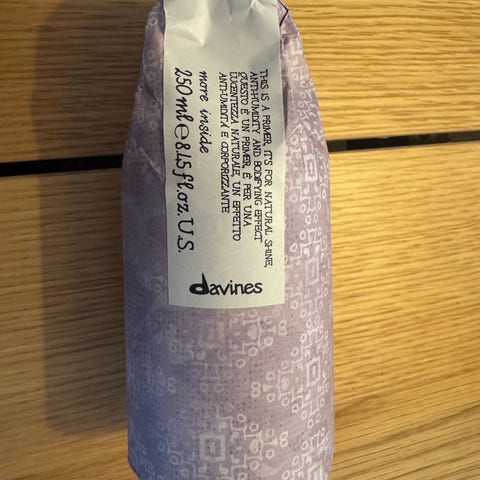 THIS IS A PRIMER, IT'S FOR NATURAL SHINE,
ANTI-HUMIDITY AND BODIFYING EFFECT
QUESTO È UN PRIMER, È PER UNA
LUCENTEZZA NATURALE, UN EFFETTO
ANTI-UMIDITÀ E CORPORIZZANTE
more inside
250 ml ℮ 8.45 fl.oz. U.S.
davines